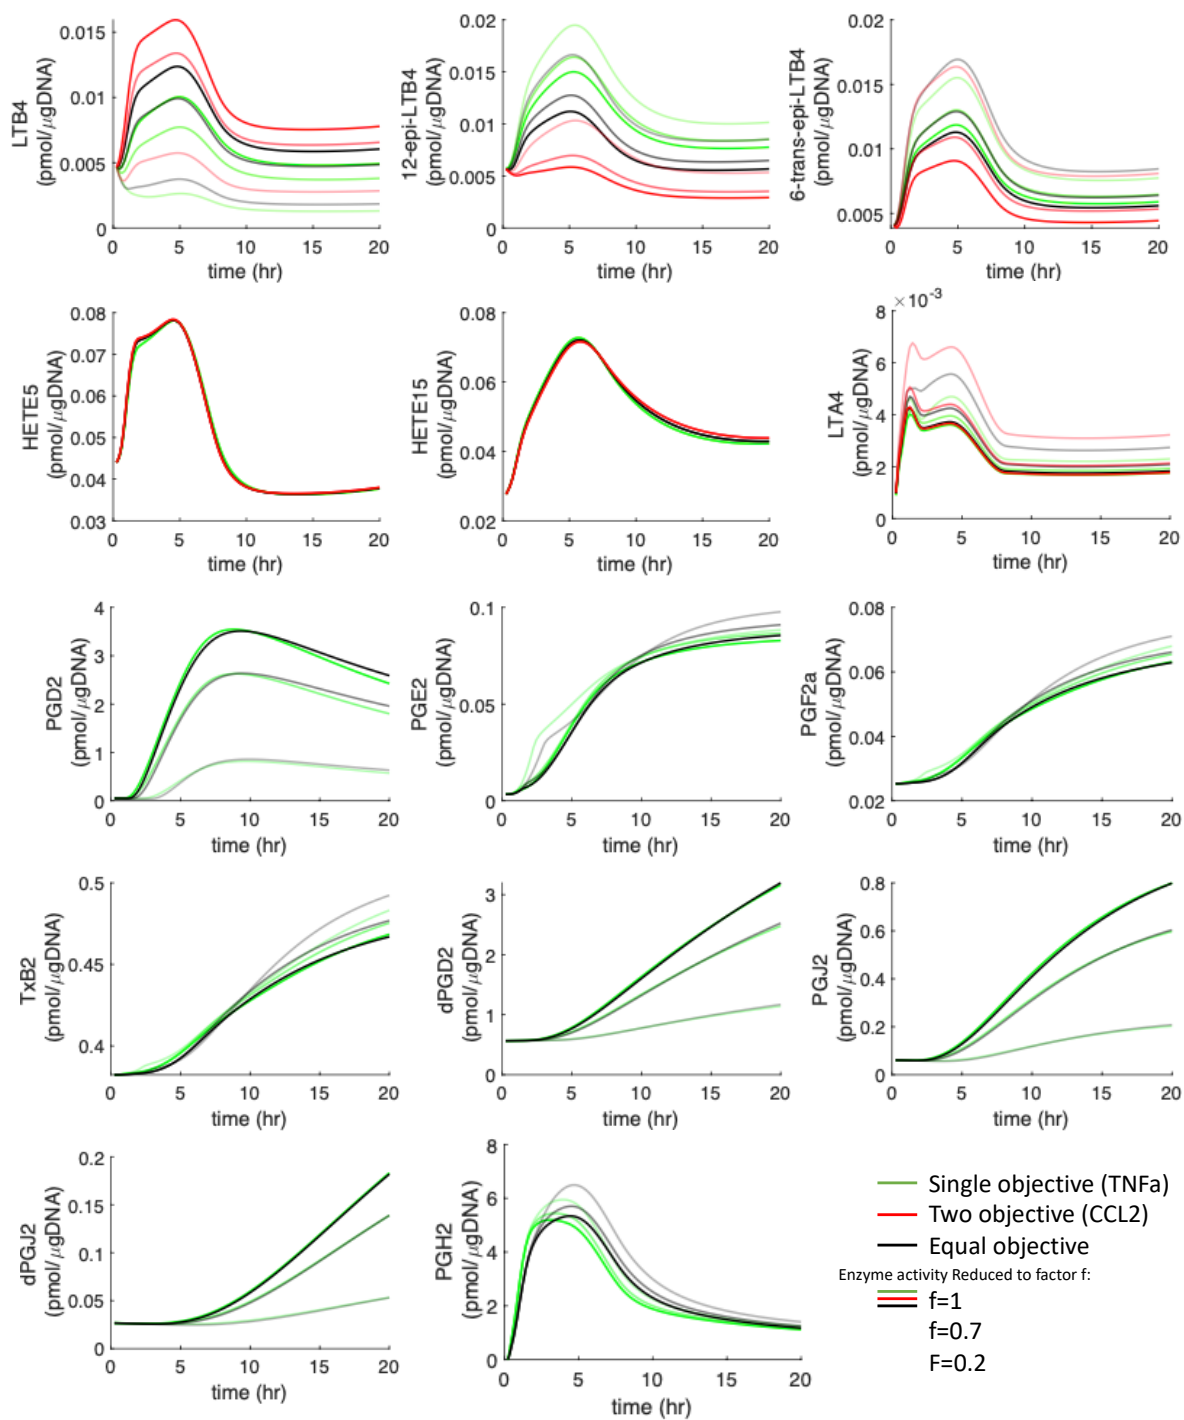 LTB4
(pmol/μgDNA)
0.015
0.01
0.005
0
0 5 10 15 20
time (hr)
12-epi-LTB4
(pmol/μgDNA)
0.02
0.015
0.01
0.005
0
0 5 10 15 20
time (hr)
6-trans-epi-LTB4
(pmol/μgDNA)
0.02
0.015
0.01
0.005
0 5 10 15 20
time (hr)
HETE5
(pmol/μgDNA)
0.08
0.07
0.06
0.05
0.04
0.03
0 5 10 15 20
time (hr)
HETE15
(pmol/μgDNA)
0.08
0.06
0.04
0.02
0 5 10 15 20
time (hr)
LTA4
(pmol/μgDNA)
× 10⁻³
8
6
4
2
0
0 5 10 15 20
time (hr)
PGD2
(pmol/μgDNA)
4
3
2
1
0
0 5 10 15 20
time (hr)
PGE2
(pmol/μgDNA)
0.1
0.05
0
0 5 10 15 20
time (hr)
PGF2a
(pmol/μgDNA)
0.08
0.06
0.04
0.02
0 5 10 15 20
time (hr)
TxB2
(pmol/μgDNA)
0.5
0.45
0.4
0 5 10 15 20
time (hr)
dPGD2
(pmol/μgDNA)
3
2
1
0
0 5 10 15 20
time (hr)
PGJ2
(pmol/μgDNA)
0.8
0.6
0.4
0.2
0
0 5 10 15 20
time (hr)
dPGJ2
(pmol/μgDNA)
0.2
0.15
0.1
0.05
0
0 5 10 15 20
time (hr)
PGH2
(pmol/μgDNA)
8
6
4
2
0
0 5 10 15 20
time (hr)
Single objective (TNFa)
Two objective (CCL2)
Equal objective
Enzyme activity Reduced to factor f:
f=1
f=0.7
F=0.2